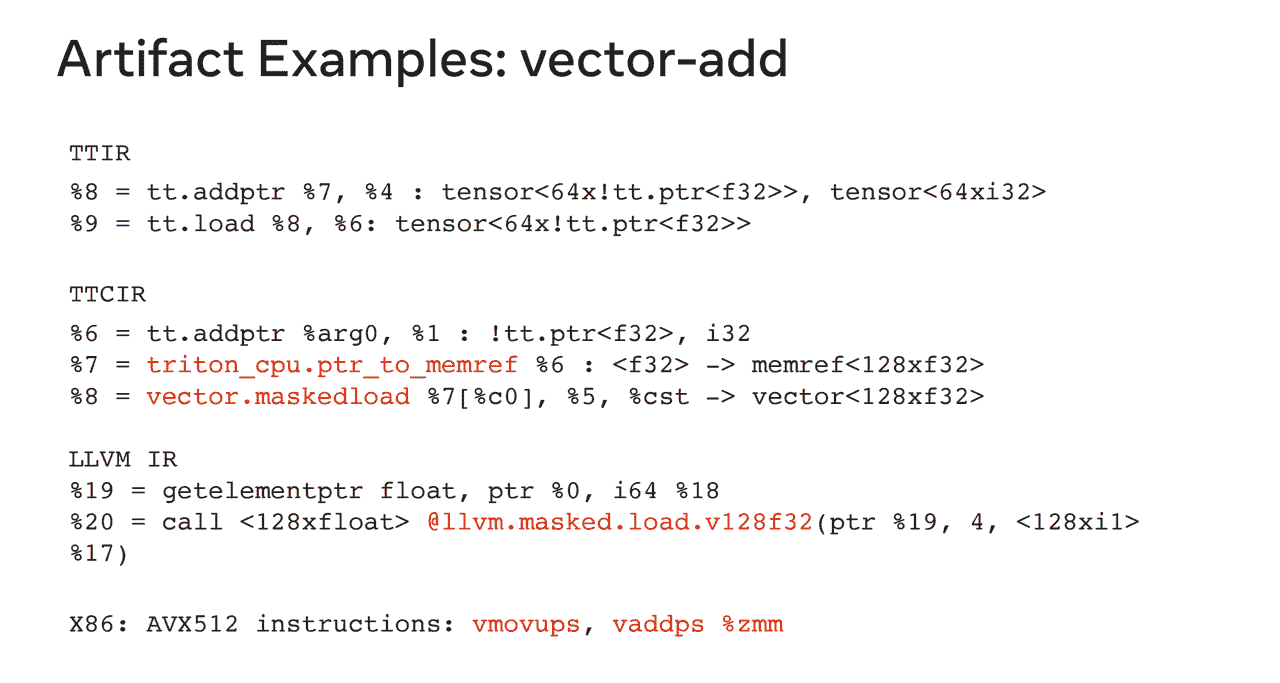 Artifact Examples: vector-add
TTIR
%8 = tt.addptr %7, %4 : tensor<64x!tt.ptr<f32>>, tensor<64xi32>
%9 = tt.load %8, %6: tensor<64x!tt.ptr<f32>>
TTCIR
%6 = tt.addptr %arg0, %1 : !tt.ptr<f32>, i32
%7 = triton_cpu.ptr_to_memref %6 : <f32> -> memref<128xf32>
%8 = vector.maskedload %7[%c0], %5, %cst -> vector<128xf32>
LLVM IR
%19 = getelementptr float, ptr %0, i64 %18
%20 = call <128xfloat> @llvm.masked.load.v128f32(ptr %19, 4, <128xi1>
%17)
X86: AVX512 instructions: vmovups, vaddps %zmm